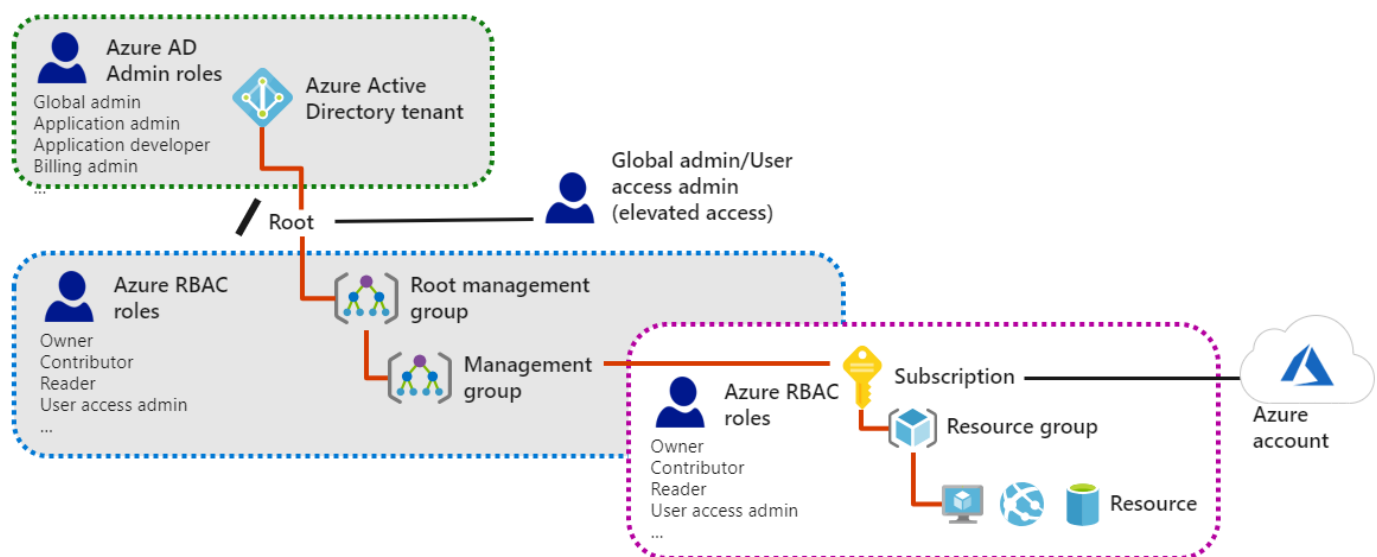 Azure AD
Admin roles
Global admin
Application admin
Application developer
Billing admin
...
Azure Active
Directory tenant
Global admin/User
access admin
(elevated access)
/ Root
Azure RBAC
roles
Owner
Contributor
Reader
User access admin
...
Root management
group
Management
group
Azure RBAC
roles
Owner
Contributor
Reader
User access admin
...
Subscription
Resource group
Resource
Azure
account